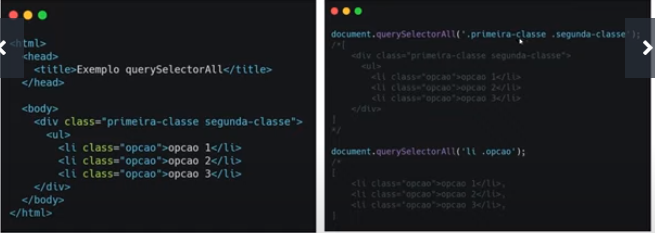 <html>
<head>
<title>Exemplo querySelectorAll</title>
</head>
<body>
<div class="primeira-classe segunda-classe">
<ul>
<li class="opcao">opcao 1</li>
<li class="opcao">opcao 2</li>
<li class="opcao">opcao 3</li>
</div>
</body>
</html>
document.querySelectorAll('.primeira-classe .segunda-classe');
/*[
<div class="primeira-classe segunda-classe">
<ul>
<li class="opcao">opcao 1</li>
<li class="opcao">opcao 2</li>
<li class="opcao">opcao 3</li>
</div>
]
*/
document.querySelectorAll('li .opcao');
/*
[
<li class="opcao">opcao 1</li>,
<li class="opcao">opcao 2</li>,
<li class="opcao">opcao 3</li>,
]